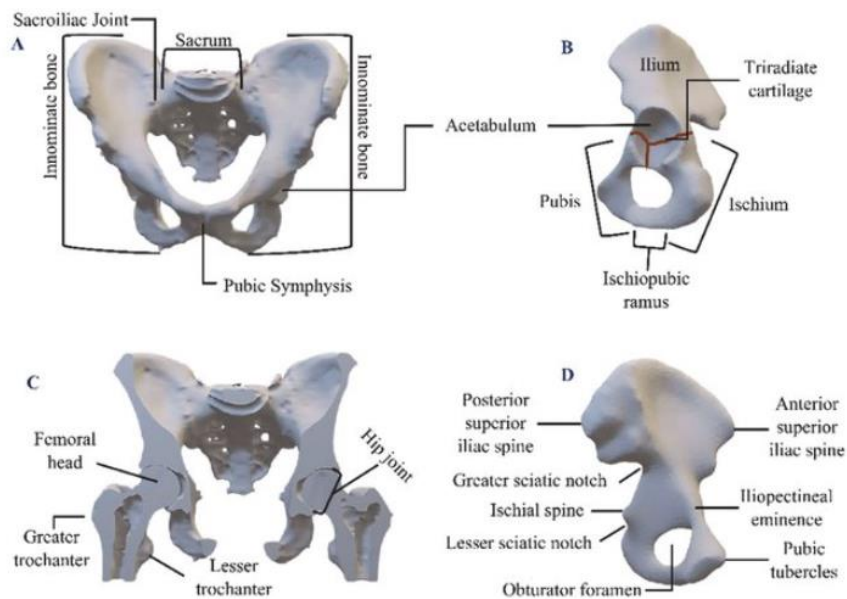 A
Sacroiliac Joint
Sacrum
Innominate bone
Innominate bone
Acetabulum
Pubic Symphysis
B
Ilium
Triradiate
cartilage
Pubis
Ischium
Ischiopubic
ramus
C
Femoral
head
Hip joint
Greater
trochanter
Lesser
trochanter
D
Posterior
superior
iliac spine
Anterior
superior
iliac spine
Greater sciatic notch
Ischial spine
Iliopectineal
eminence
Lesser sciatic notch
Pubic
tubercles
Obturator foramen